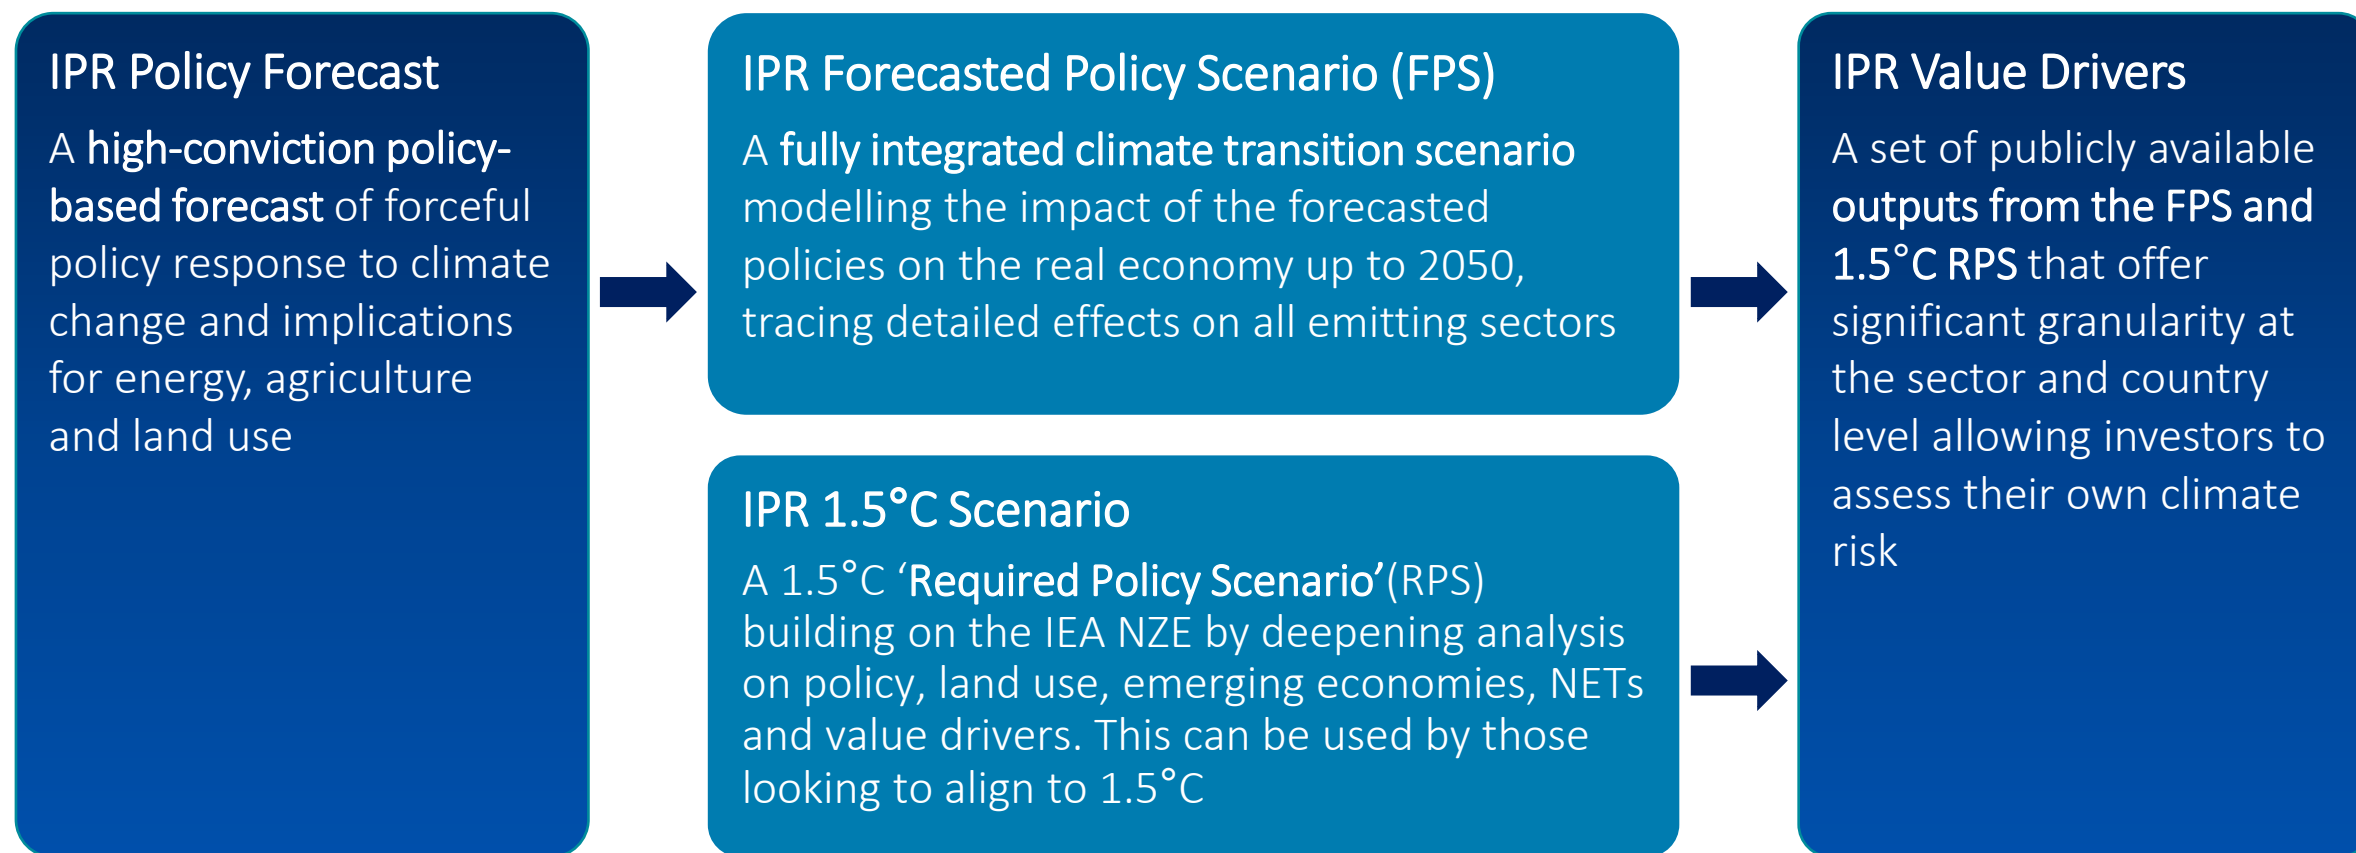 IPR Policy Forecast
A high-conviction policy-
based forecast of forceful
policy response to climate
change and implications
for energy, agriculture
and land use
IPR Forecasted Policy Scenario (FPS)
A fully integrated climate transition scenario
modelling the impact of the forecasted
policies on the real economy up to 2050,
tracing detailed effects on all emitting sectors
IPR 1.5°C Scenario
A 1.5°C ‘Required Policy Scenario’(RPS)
building on the IEA NZE by deepening analysis
on policy, land use, emerging economies, NETs
and value drivers. This can be used by those
looking to align to 1.5°C
IPR Value Drivers
A set of publicly available
outputs from the FPS and
1.5°C RPS that offer
significant granularity at
the sector and country
level allowing investors to
assess their own climate
risk